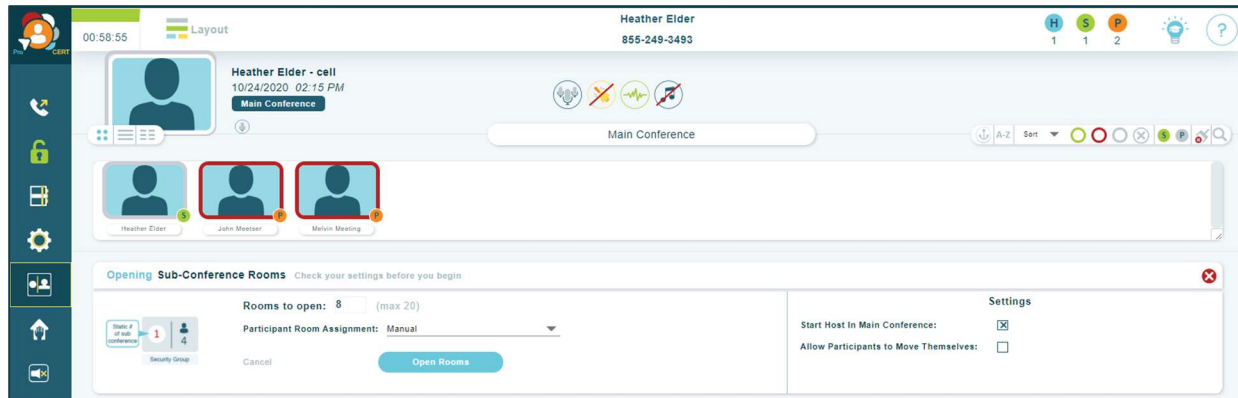 Pro CERT
00:58:55
Layout
Heather Elder
855-249-3493
H S P
1 1 2
?
Heather Elder - cell
10/24/2020 02:15 PM
Main Conference
Main Conference
A-Z Sort
S P
S P P
Heather Elder John Meetser Melvin Meeting
Opening Sub-Conference Rooms Check your settings before you begin
Rooms to open: 8 (max 20)
Participant Room Assignment: Manual
Static # of sub conference
1 4
Security Group
Cancel Open Rooms
Settings
Start Host In Main Conference:
Allow Participants to Move Themselves: